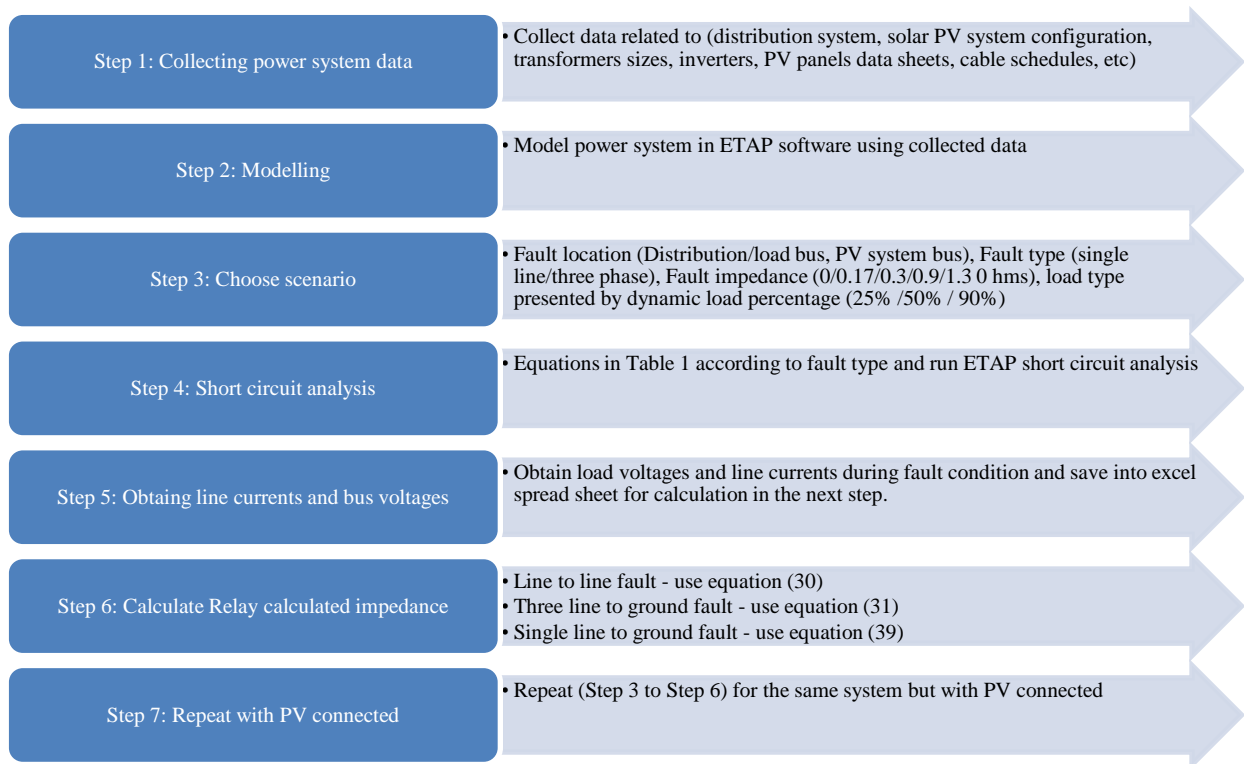 Step 1: Collecting power system data
• Collect data related to (distribution system, solar PV system configuration,
transformers sizes, inverters, PV panels data sheets, cable schedules, etc)
Step 2: Modelling
• Model power system in ETAP software using collected data
Step 3: Choose scenario
• Fault location (Distribution/load bus, PV system bus), Fault type (single
line/three phase), Fault impedance (0/0.17/0.3/0.9/1.3 0 hms), load type
presented by dynamic load percentage (25% /50% / 90%)
Step 4: Short circuit analysis
• Equations in Table 1 according to fault type and run ETAP short circuit analysis
Step 5: Obtaing line currents and bus voltages
• Obtain load voltages and line currents during fault condition and save into excel
spread sheet for calculation in the next step.
Step 6: Calculate Relay calculated impedance
• Line to line fault - use equation (30)
• Three line to ground fault - use equation (31)
• Single line to ground fault - use equation (39)
Step 7: Repeat with PV connected
• Repeat (Step 3 to Step 6) for the same system but with PV connected